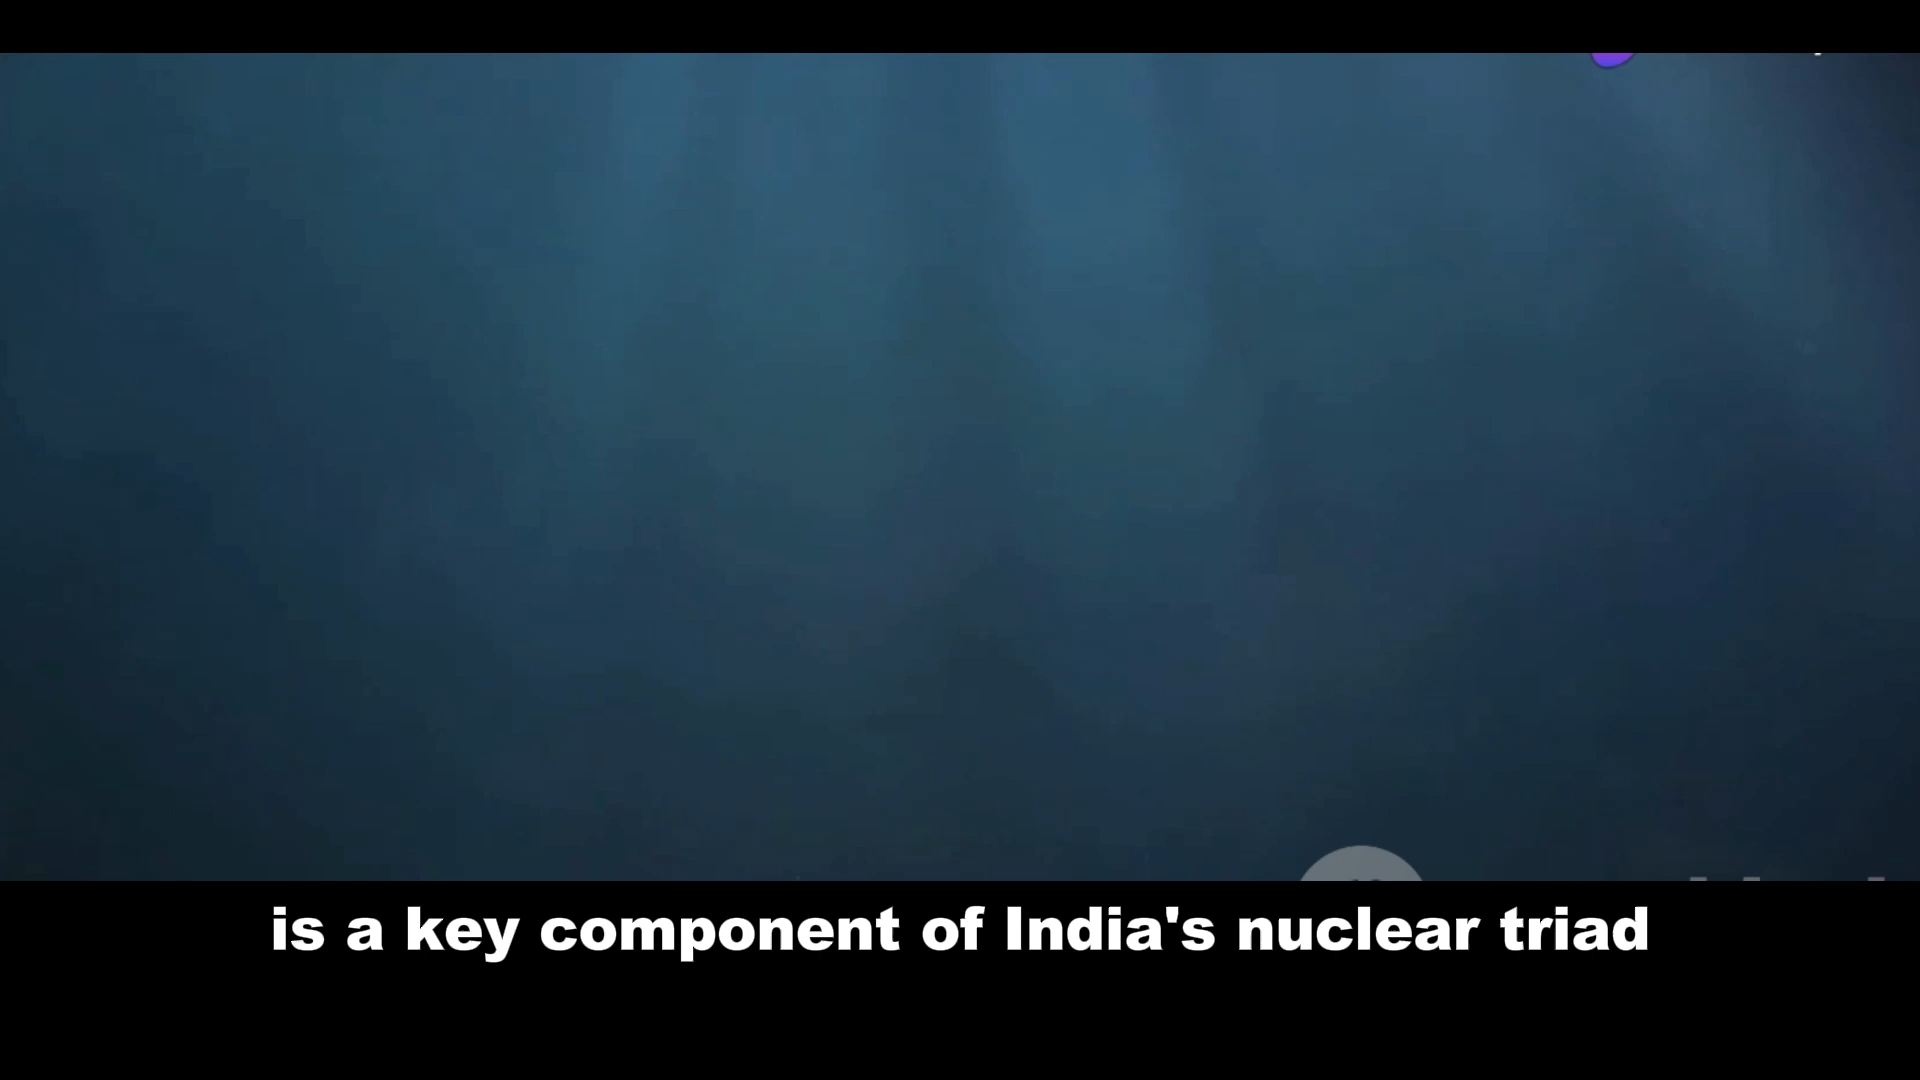 is a key component of India's nuclear triad